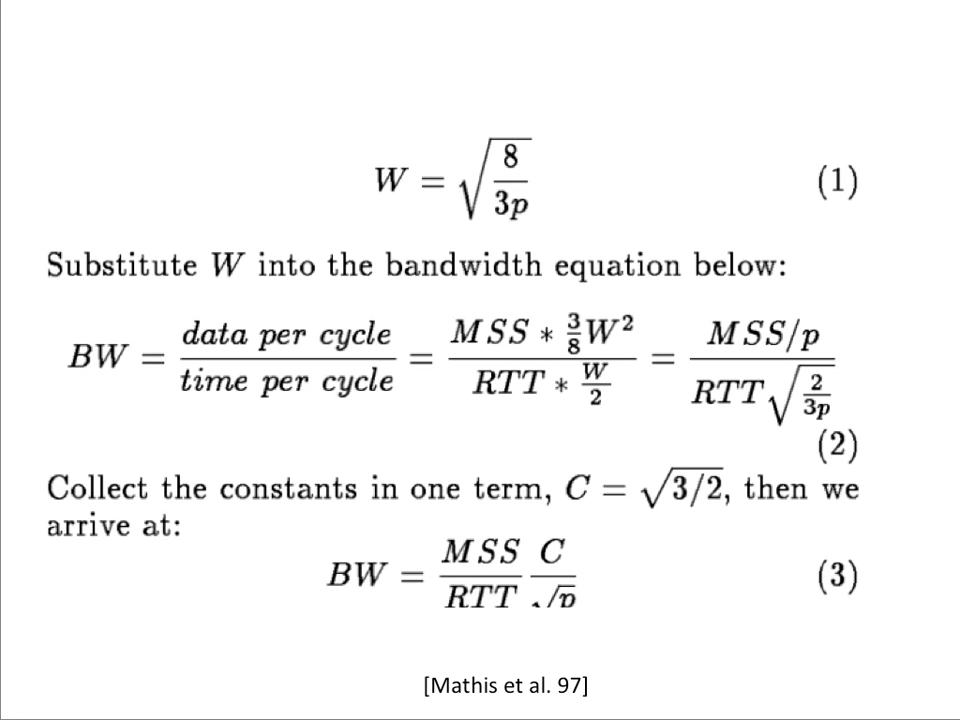 W = √(8/3p) (1)
Substitute W into the bandwidth equation below:
BW = data per cycle / time per cycle = MSS * 3/8 W² / RTT * W/2 = MSS/p / RTT √(2/3p)
(2)
Collect the constants in one term, C = √3/2, then we
arrive at:
BW = MSS/RTT C/√p (3)
[Mathis et al. 97]